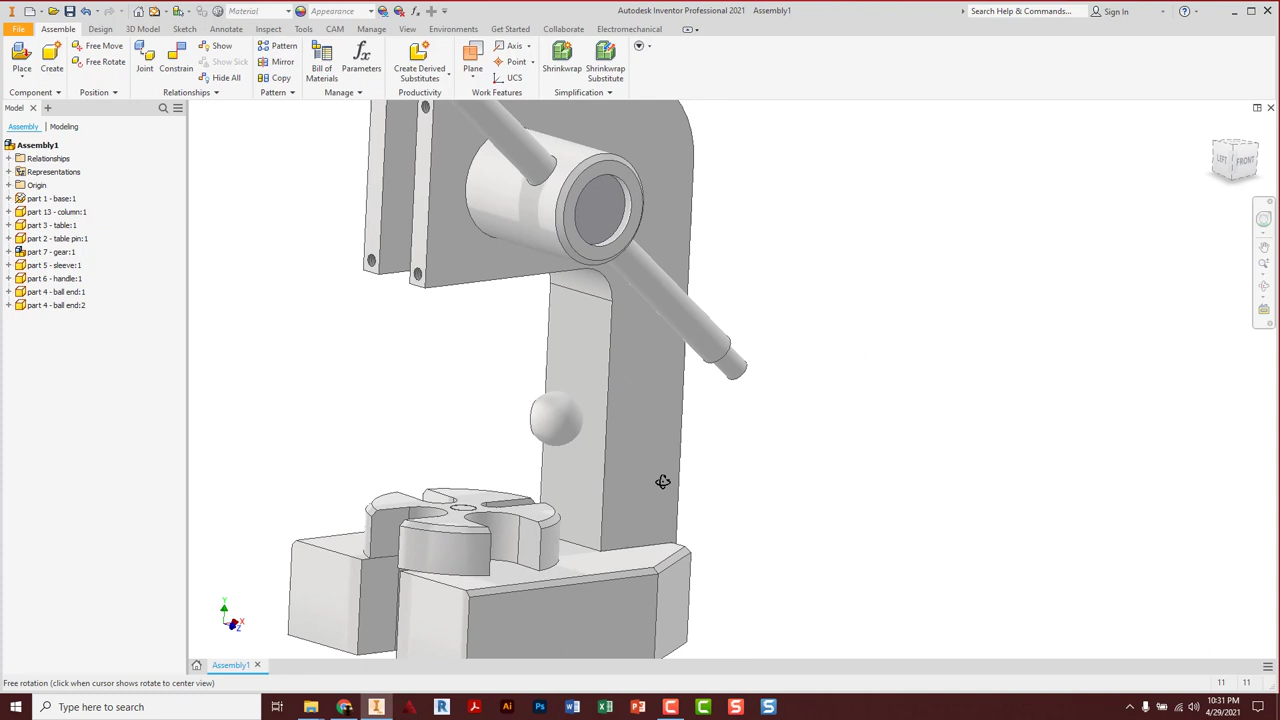 Material
Appearance
Autodesk Inventor Professional 2021 Assembly1
Search Help & Commands...
Sign In
File Assemble Design 3D Model Sketch Annotate Inspect Tools CAM Manage View Environments Get Started Collaborate Electromechanical
Place
Create
Free Move
Free Rotate
Joint
Constrain
Show
Show Sick
Hide All
Pattern
Mirror
Copy
Bill of
Materials
Parameters
Create Derived
Substitutes
Plane
Axis
Point
UCS
Shrinkwrap
Shrinkwrap
Substitute
Component Position Relationships Pattern Manage Productivity Work Features Simplification
Model
Assembly Modeling
Assembly1
Relationships
Representations
Origin
part 1 - base:1
part 13 - column:1
part 3 - table:1
part 2 - table pin:1
part 7 - gear:1
part 5 - sleeve:1
part 6 - handle:1
part 4 - ball end:1
part 4 - ball end:2
LEFT FRONT
Y
X
Z
Assembly1
Free rotation (click when cursor shows rotate to center view)
11 11
Type here to search
10:31 PM
4/29/2021